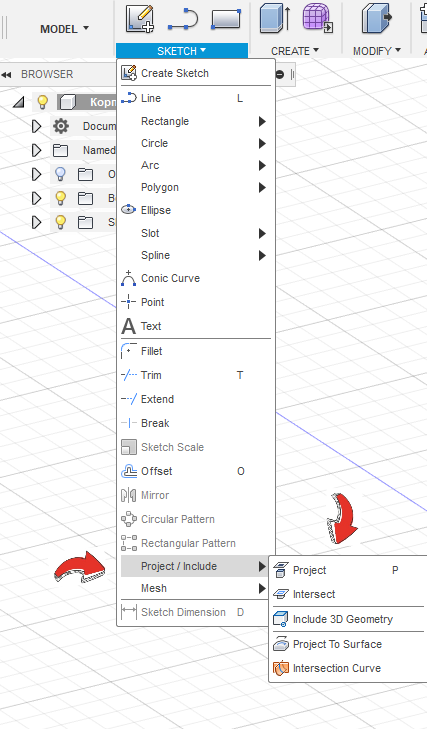 MODEL
SKETCH
CREATE
MODIFY
BROWSER
Create Sketch
Line L
Rectangle
Circle
Arc
Polygon
Ellipse
Slot
Spline
Conic Curve
Point
A Text
Fillet
Trim T
Extend
Break
Sketch Scale
Offset O
Mirror
Circular Pattern
Rectangular Pattern
Project / Include
Mesh
Sketch Dimension D
Docum
Named
Project P
Intersect
Include 3D Geometry
Project To Surface
Intersection Curve